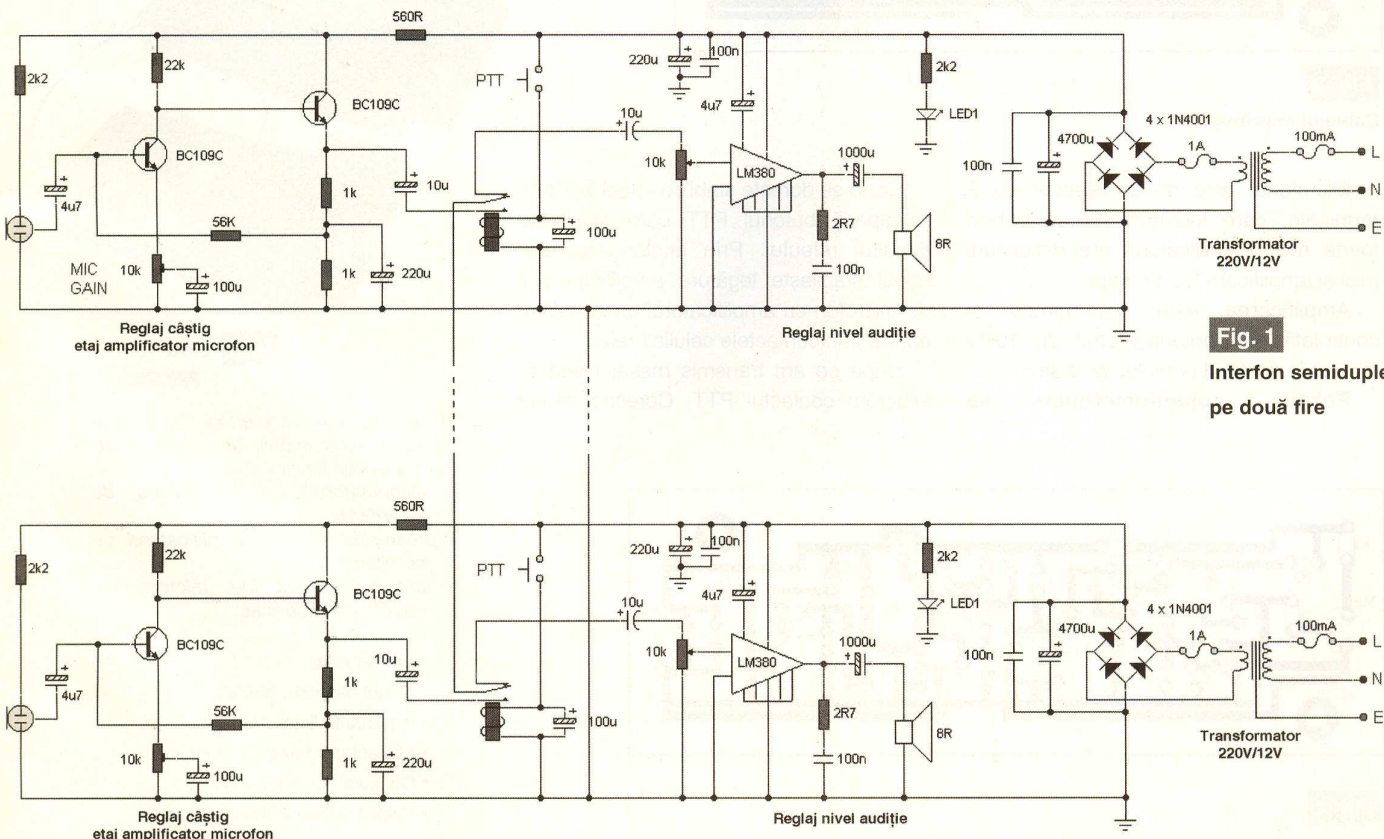 560R
2k2
22k
BC109C
BC109C
4u7
56K
1k
10u
1k
220u
10k
MIC
GAIN
100u
Reglaj câștig
etaj amplificator microfon
PTT
10u
100u
220u
100n
4u7
10k
LM380
1000u
2R7
100n
8R
Reglaj nivel audiție
2k2
LED1
100n
4700u
4 x 1N4001
1A
100mA
L
N
E
Transformator
220V/12V
Fig. 1
Interfon semiduple
pe două fire
560R
2k2
22k
BC109C
BC109C
4u7
56K
1k
10u
1k
220u
10k
100u
Reglaj câștig
etaj amplificator microfon
PTT
10u
100u
220u
100n
4u7
10k
LM380
1000u
2R7
100n
8R
Reglaj nivel audiție
2k2
LED1
100n
4700u
4 x 1N4001
1A
100mA
L
N
E
Transformator
220V/12V